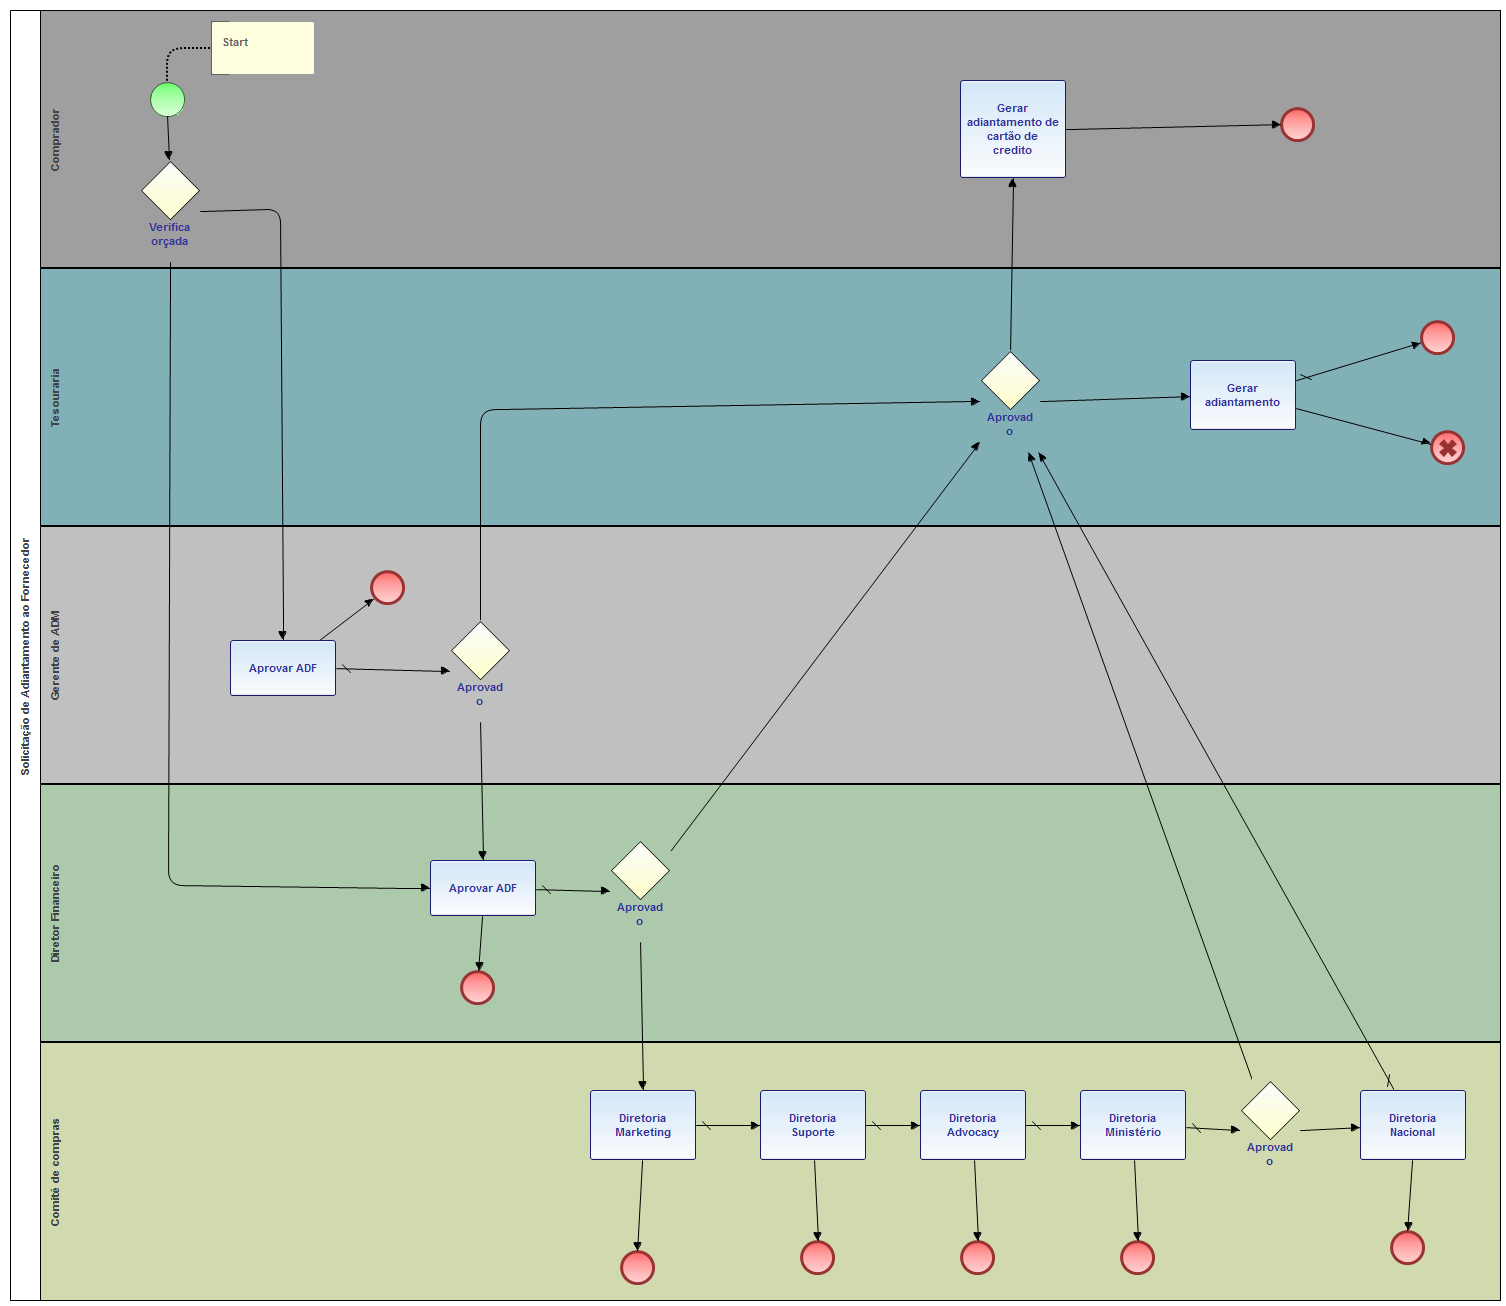 Solicitação de Adiantamento ao Fornecedor
Comprador
Start
Verifica
orçada
Gerar
adiantamento de
cartão de
credito
Tesouraria
Aprovad
o
Gerar
adiantamento
Gerente de ADM
Aprovar ADF
Aprovad
o
Diretor Financeiro
Aprovar ADF
Aprovad
o
Comitê de compras
Diretoria
Marketing
Diretoria
Suporte
Diretoria
Advocacy
Diretoria
Ministério
Aprovad
o
Diretoria
Nacional